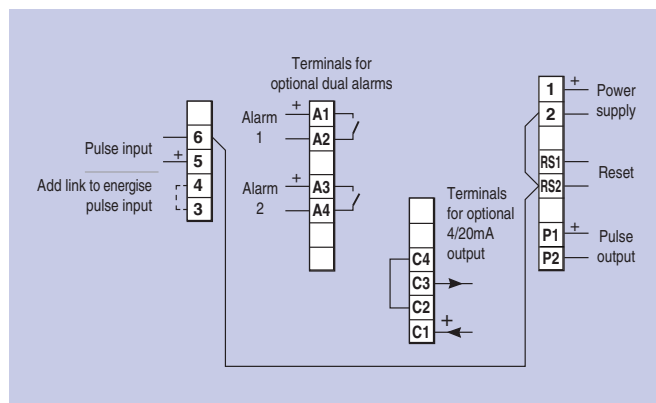 Terminals for
optional dual alarms
Pulse input
Add link to energise
pulse input
6
+ 5
4
3
Alarm
1
+ A1
A2
Alarm
2
+ A3
A4
Terminals
for optional
4/20mA
output
C4
C3
C2
C1 +
1 + Power
2 supply
RS1
RS2
Reset
P1 + Pulse
P2 output